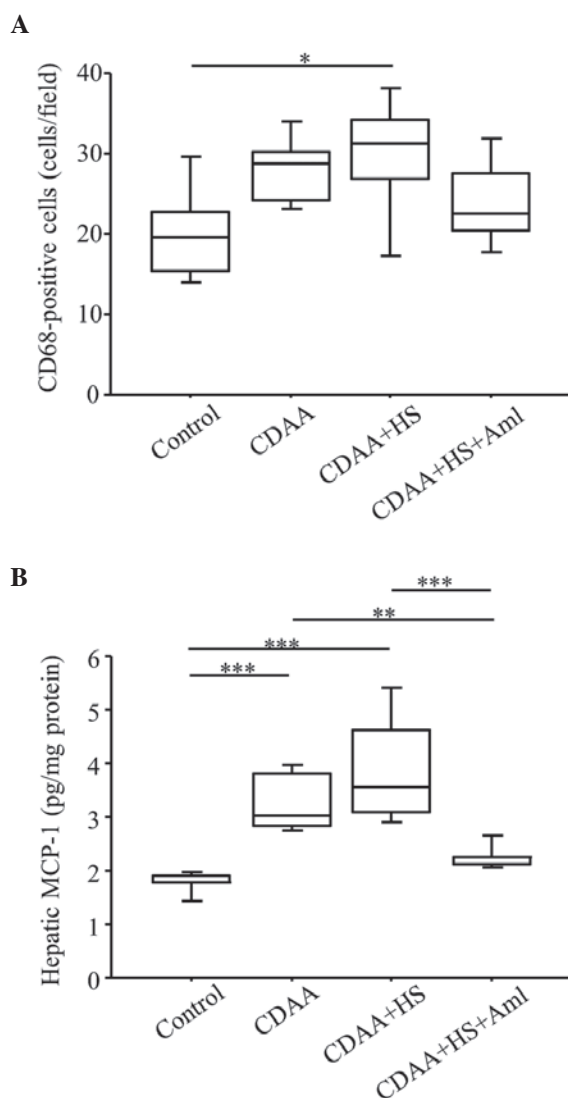 A
*
CD68-positive cells (cells/field)
40
30
20
10
0
Control
CDAA
CDAA+HS
CDAA+HS+Aml
B
***
**
***
***
Hepatic MCP-1 (pg/mg protein)
6
5
4
3
2
1
0
Control
CDAA
CDAA+HS
CDAA+HS+Aml